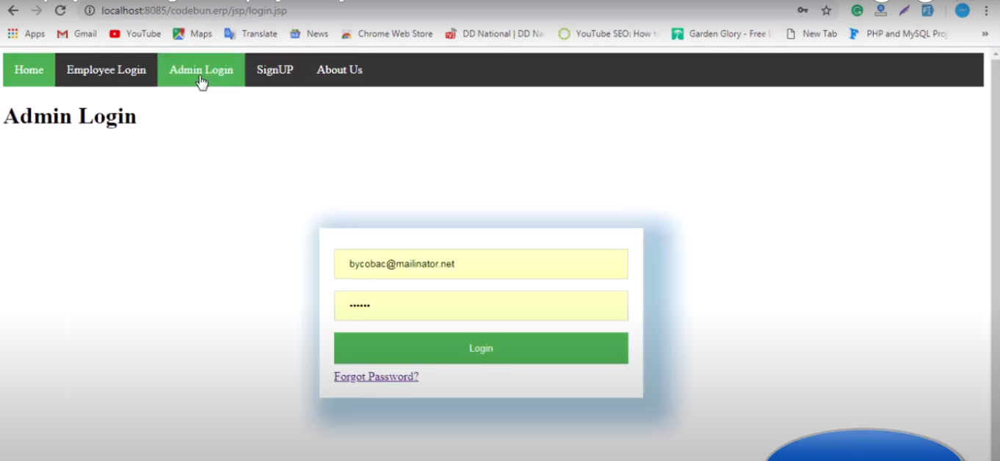 localhost:8085/codebun.erp/jsp/login.jsp
Apps Gmail YouTube Maps Translate News Chrome Web Store DD National | DD Na YouTube SEO: How Garden Glory - Free New Tab PHP and MySQL Proj »
Home Employee Login Admin Login SignUP About Us
Admin Login
bycobac@mailinator.net
••••••
Login
Forgot Password?